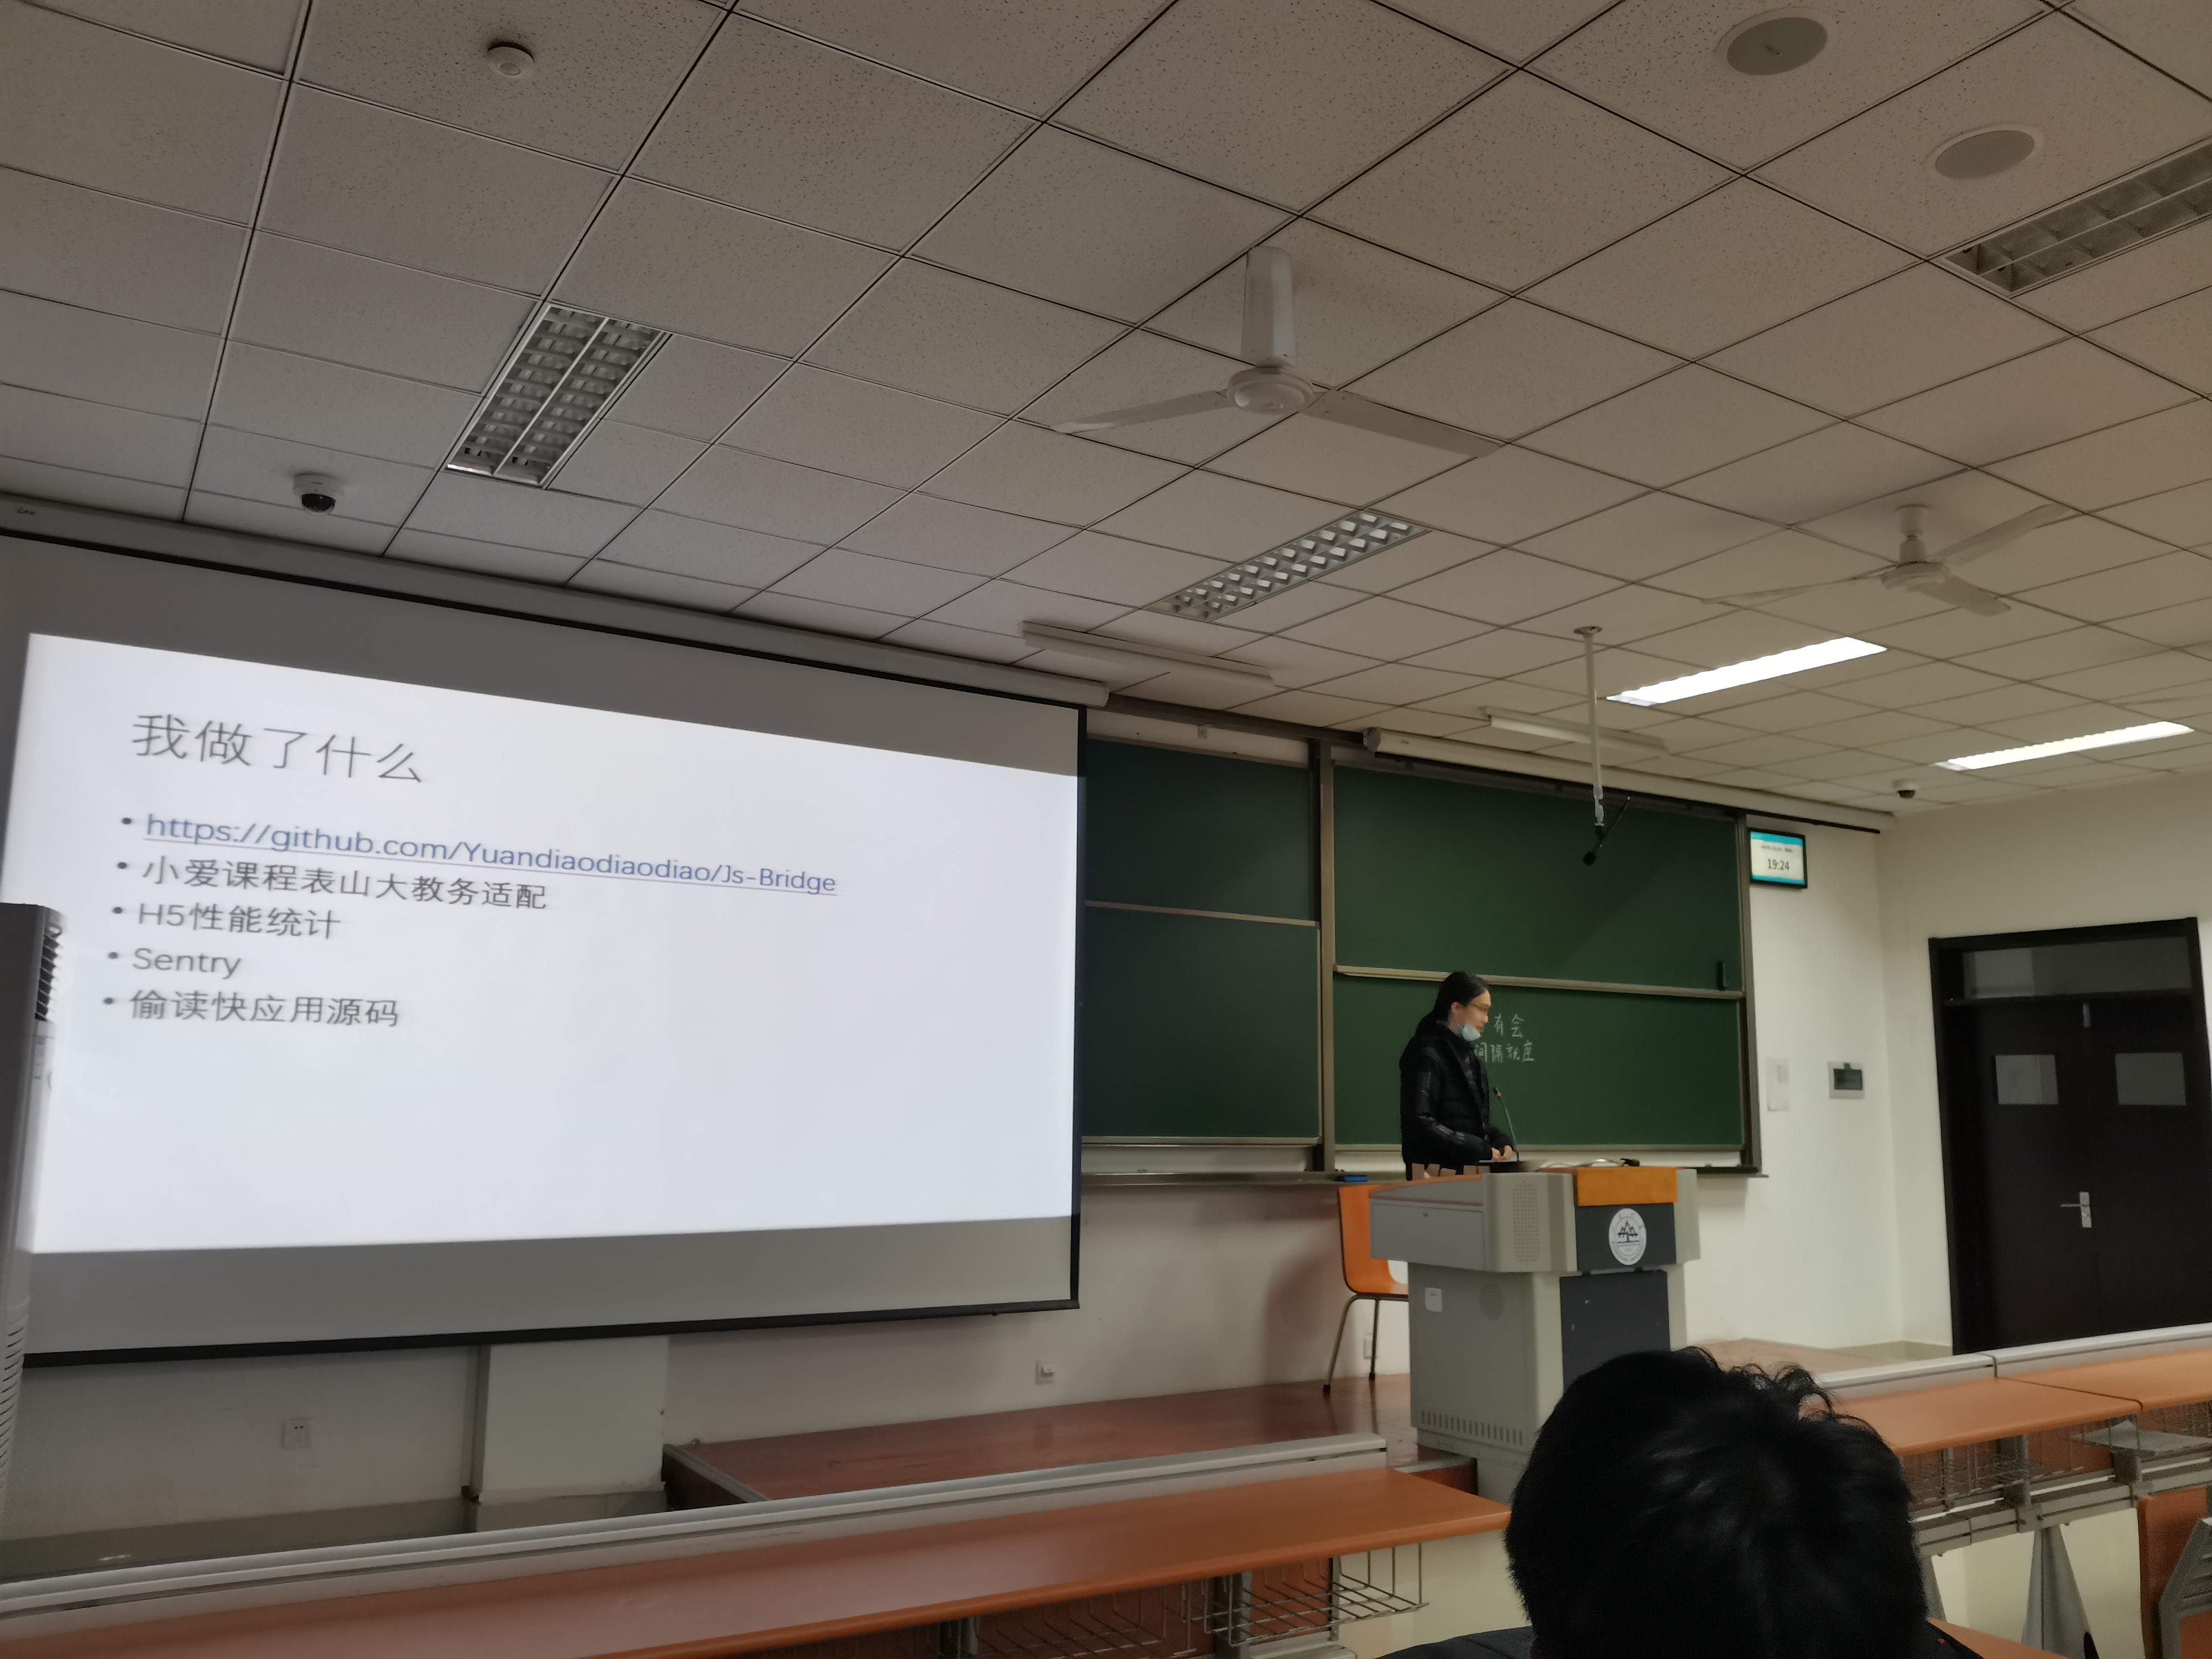 我做了什么
• https://github.com/Yuandiaodiaodiao/Js-Bridge
• 小爱课程表山大教务适配
• H5性能统计
• Sentry
• 偷读快应用源码
19:24
有会
间隔就座